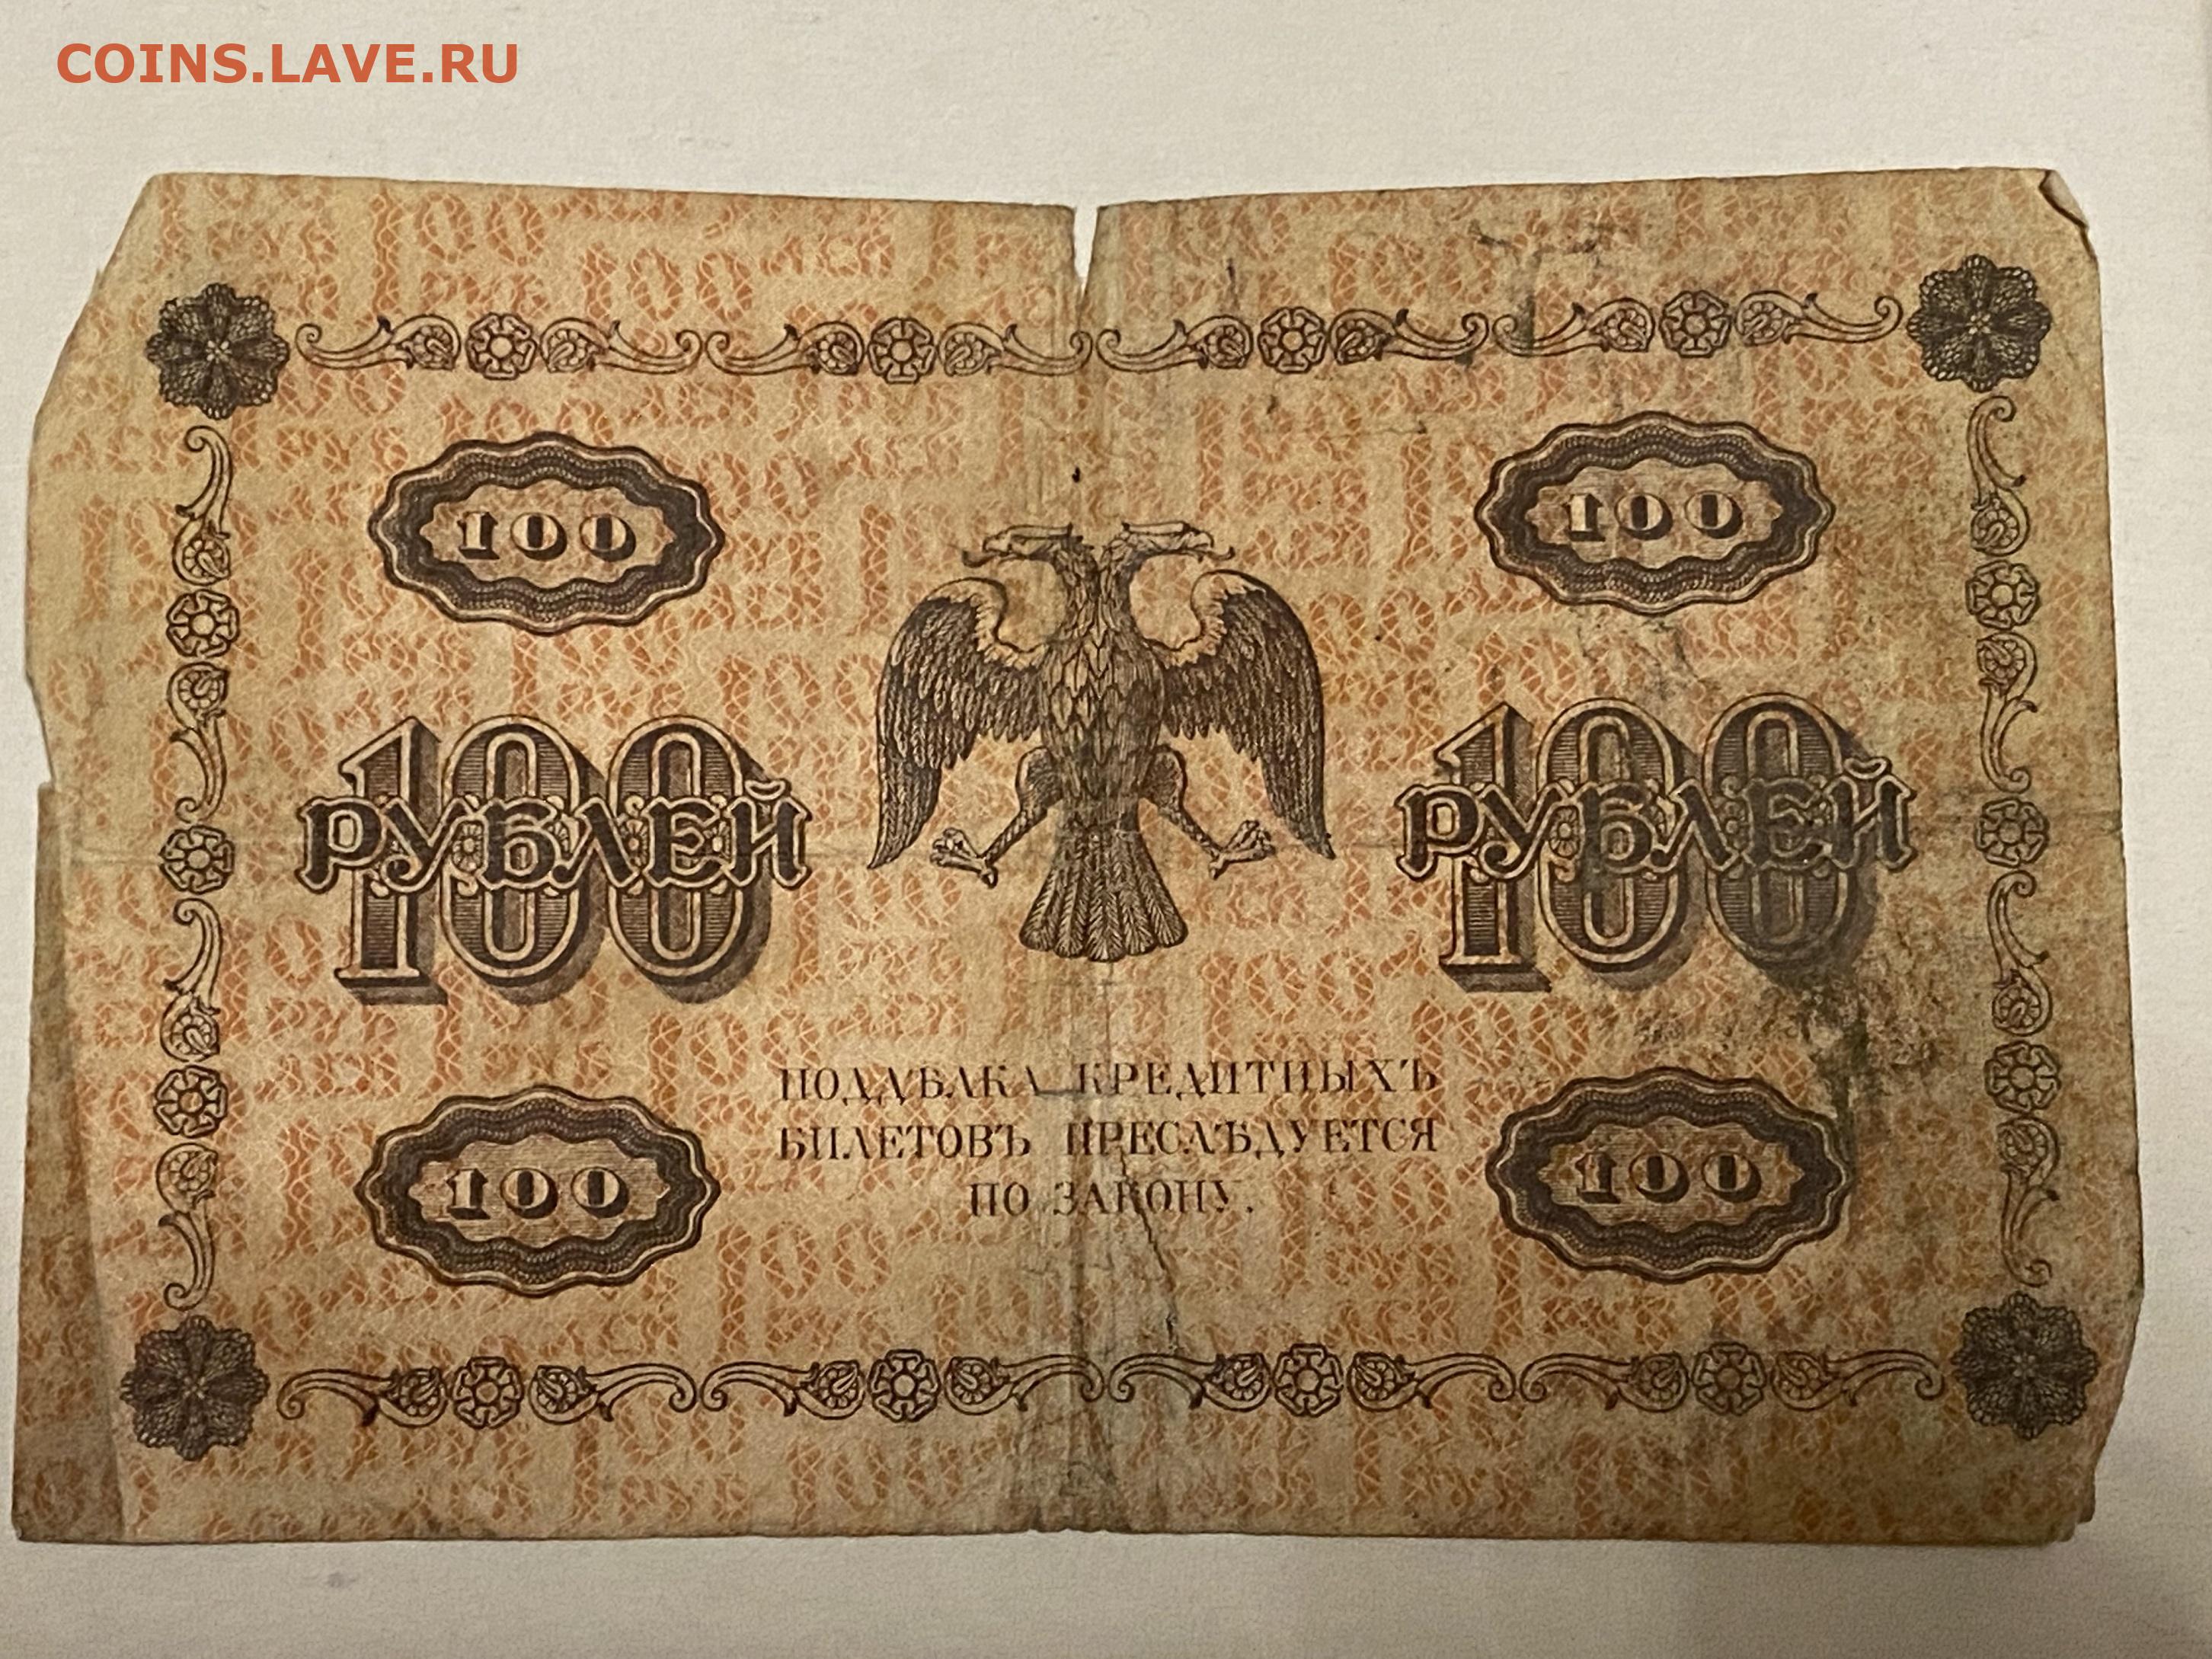 COINS.LAVE.RU
100
100
100 РУБЛЕЙ
100 РУБЛЕЙ
ПОДДѢЛКА КРЕДИТНЫХЪ
БИЛЕТОВЪ ПРЕСЛѢДУЕТСЯ
ПО ЗАКОНУ.
100
100